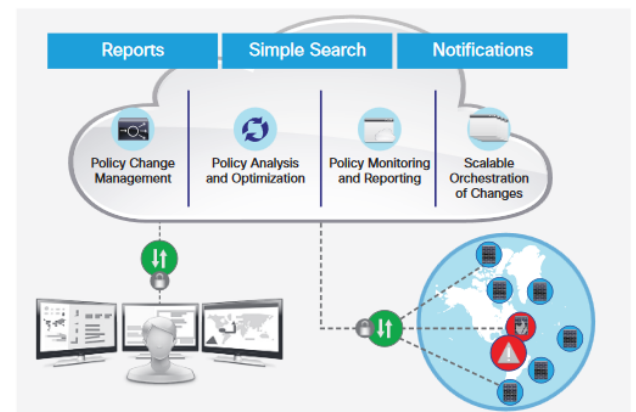 Reports
Simple Search
Notifications
Policy Change
Management
Policy Analysis
and Optimization
Policy Monitoring
and Reporting
Scalable
Orchestration
of Changes